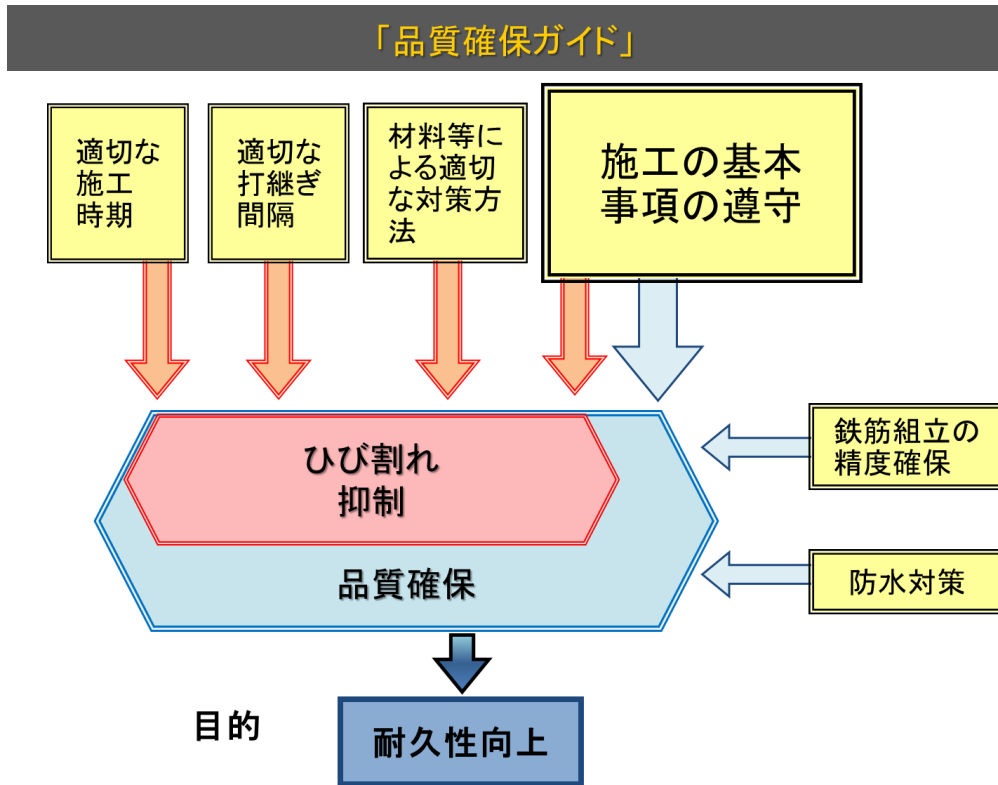 「品質確保ガイド」
適切な
施工
時期
適切な
打継ぎ
間隔
材料等に
よる適切
な対策方
法
施工の基本
事項の遵守
ひび割れ
抑制
鉄筋組立の
精度確保
品質確保
防水対策
目的
耐久性向上